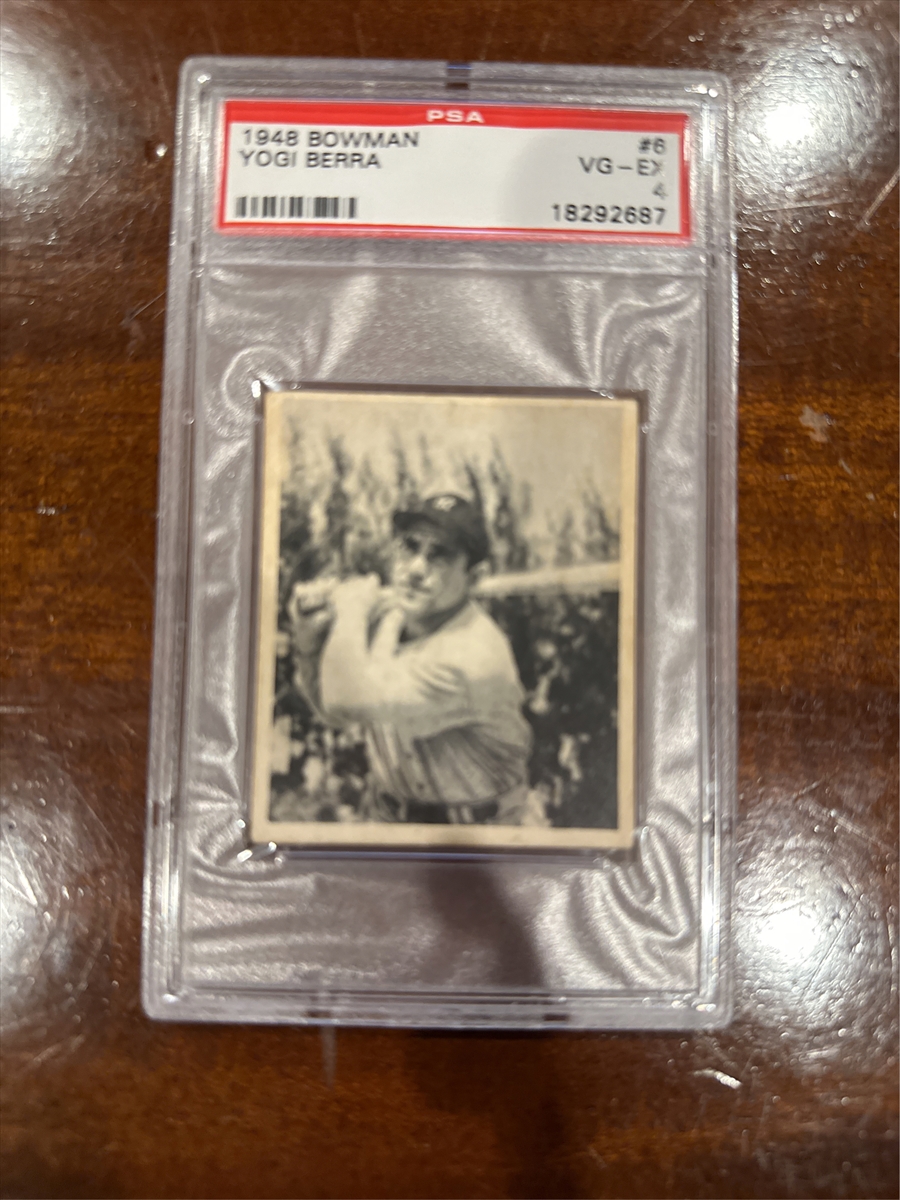 PSA
1948 BOWMAN #6
YOGI BERRA VG-EX
4
18292687